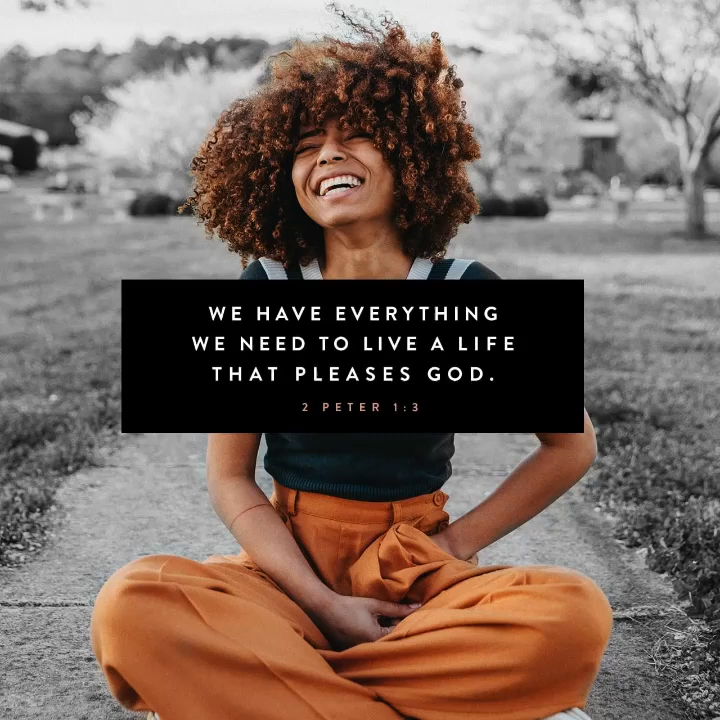 WE HAVE EVERYTHING
WE NEED TO LIVE A LIFE
THAT PLEASES GOD.
2 PETER 1:3